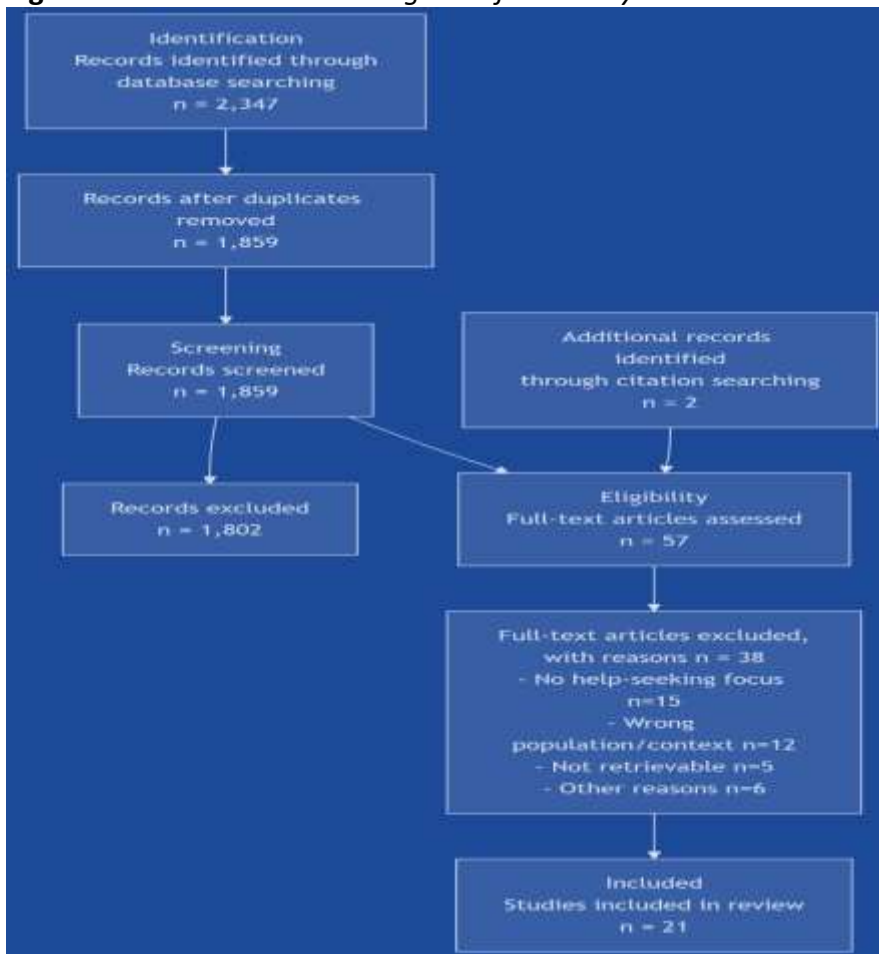 Identification
Records identified through
database searching
n = 2,347
Records after duplicates
removed
n = 1,859
Screening
Records screened
n = 1,859
Additional records
identified
through citation searching
n = 2
Records excluded
n = 1,802
Eligibility
Full-text articles assessed
n = 57
Full-text articles excluded,
with reasons n = 38
- No help-seeking focus
n=15
- Wrong
population/context n=12
- Not retrievable n=5
- Other reasons n=6
Included
Studies included in review
n = 21